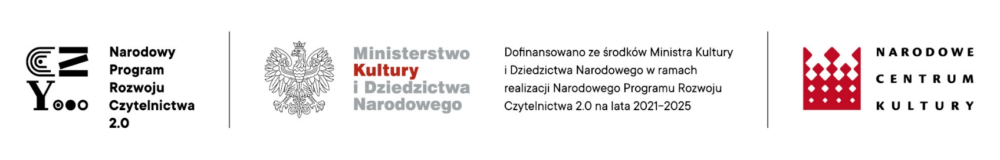 CZ
Y
Narodowy
Program
Rozwoju
Czytelnictwa
2.0
Ministerstwo
Kultury
i Dziedzictwa
Narodowego
Dofinansowano ze środków Ministra Kultury
i Dziedzictwa Narodowego w ramach
realizacji Narodowego Programu Rozwoju
Czytelnictwa 2.0 na lata 2021–2025
NARODOWE
CENTRUM
KULTURY